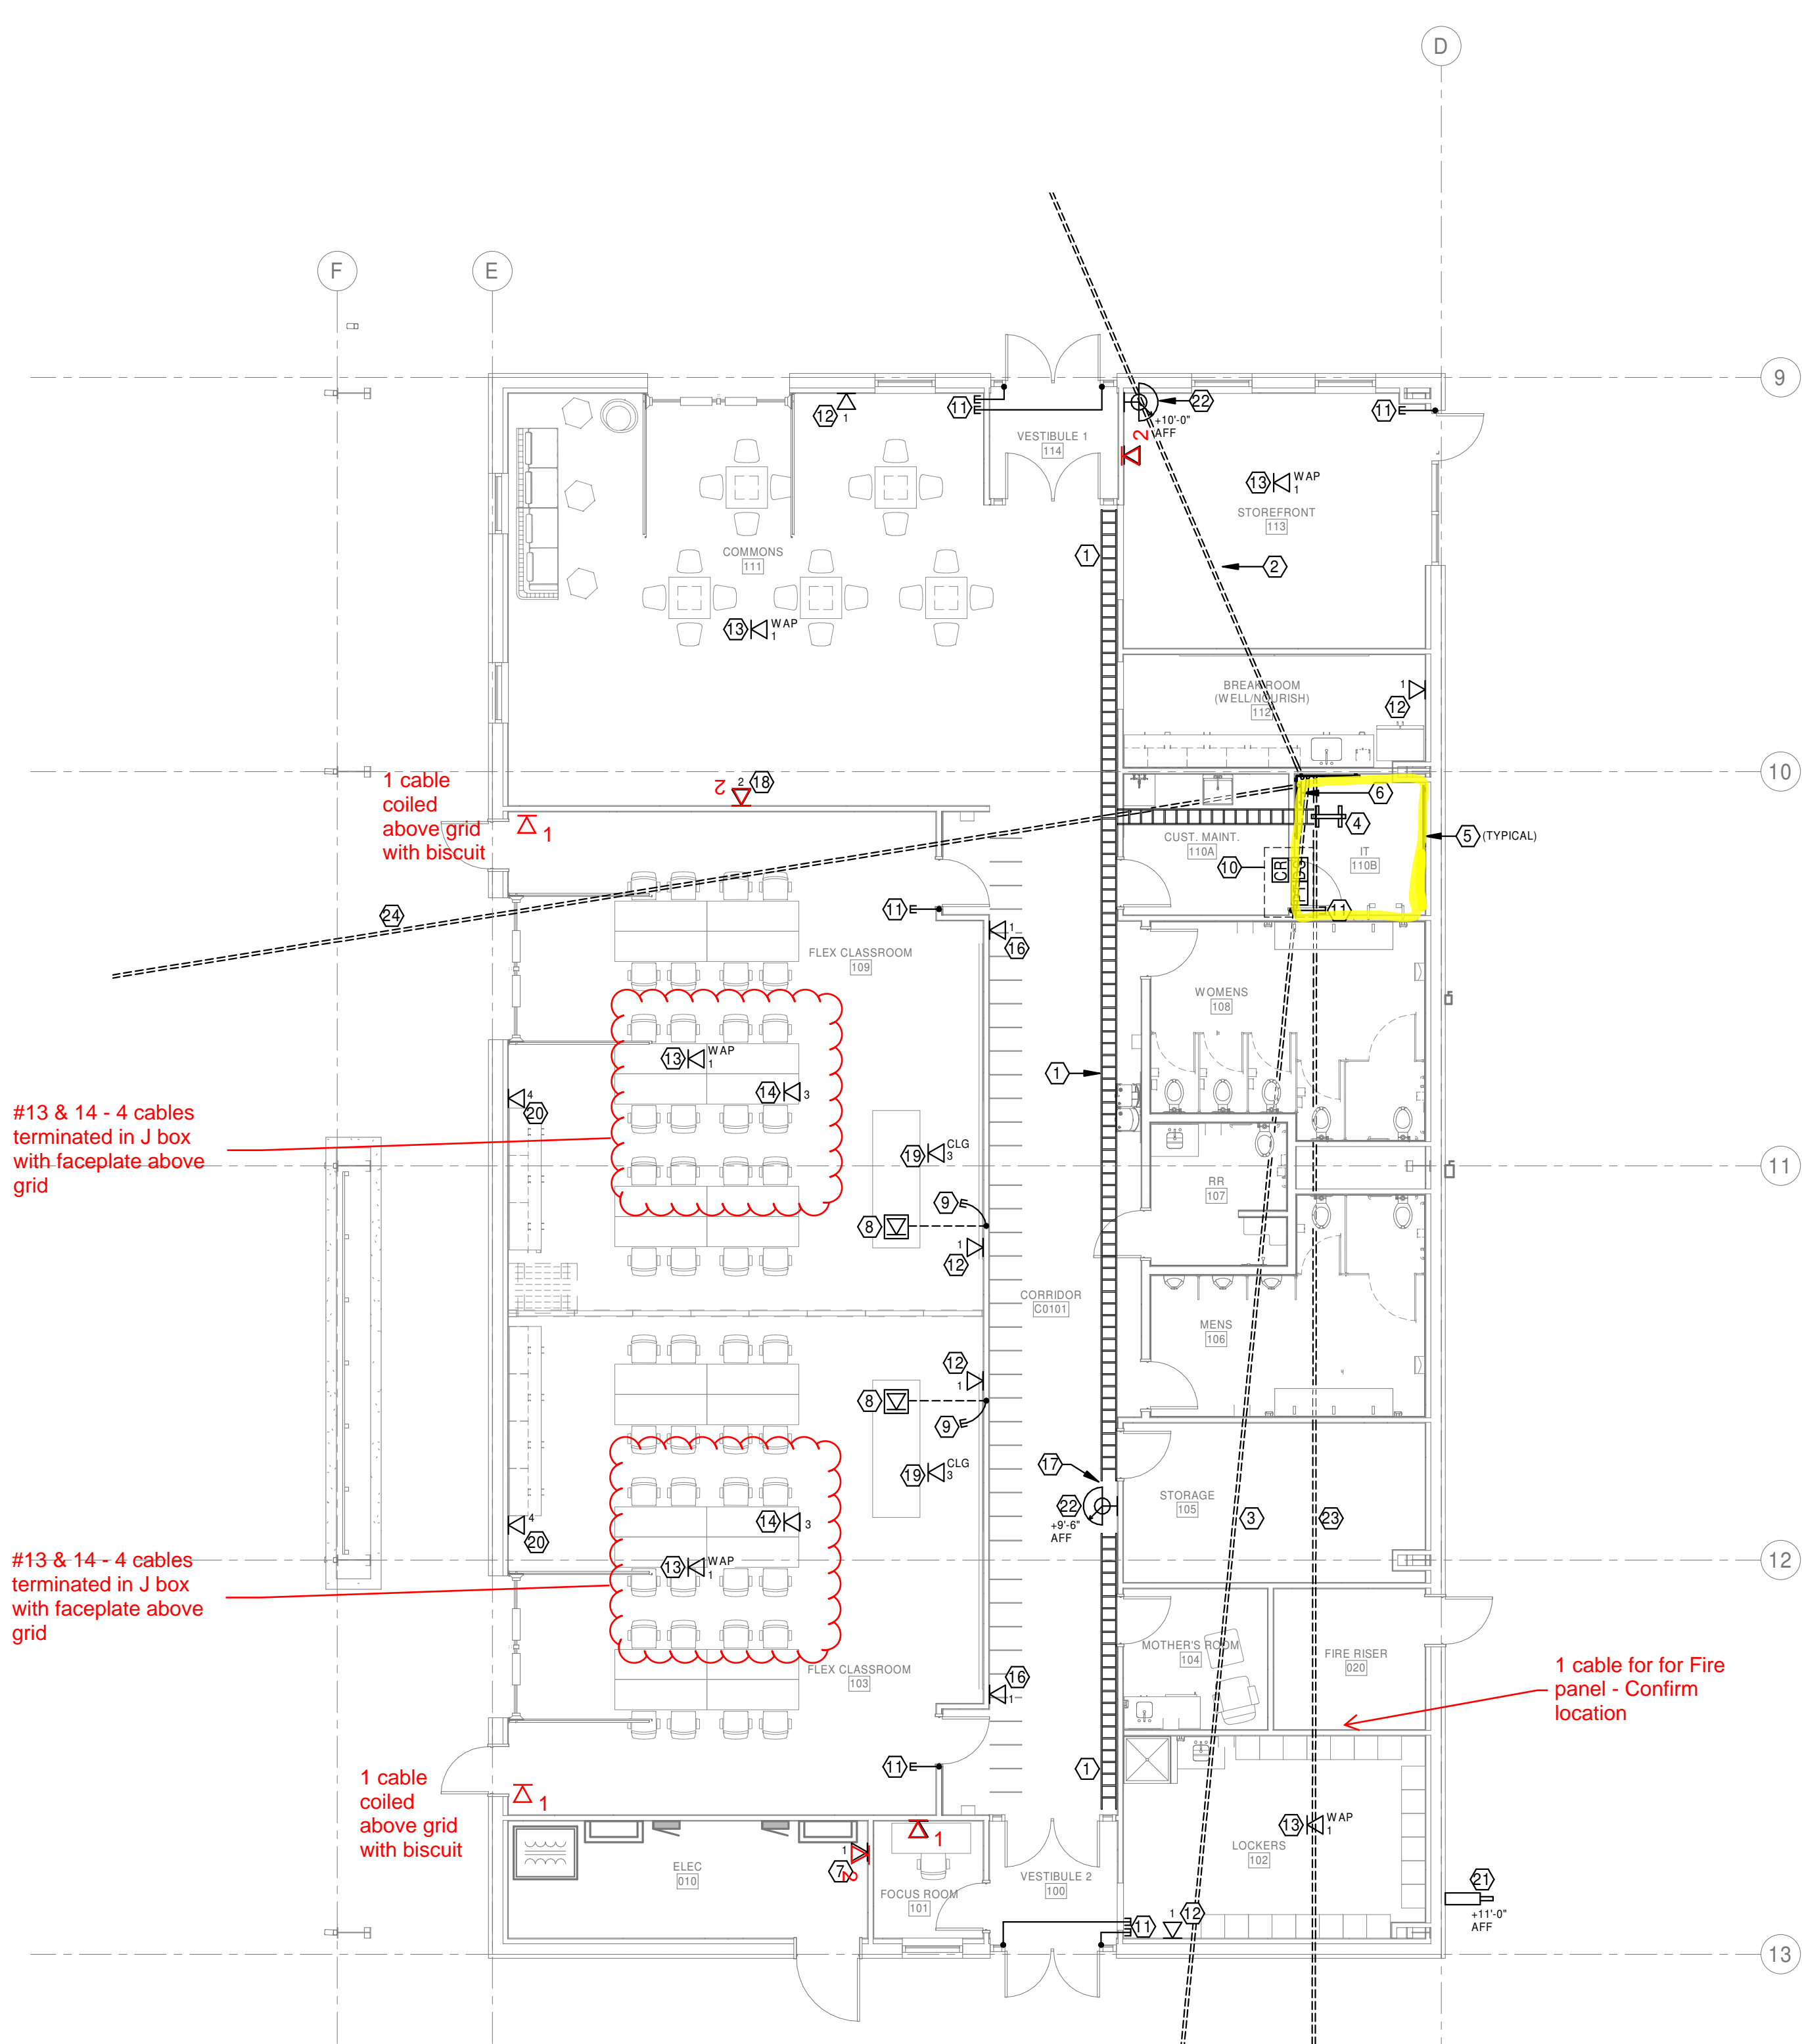 D
F
E
9
12
1
11
22
+10'-0"
AFF
2
11
VESTIBULE 1
114
13
WAP
1
STOREFRONT
113
1
COMMONS
111
2
13
WAP
1
BREAK ROOM
(WELL/NOURISH)
112
1
12
10
1 cable
coiled
above grid
with biscuit
2
2
18
1
6
4
CUST. MAINT.
110A
IT
110B
5
(TYPICAL)
10
CR
11
24
11
1
16
FLEX CLASSROOM
109
WOMENS
108
13
WAP
1
14
3
1
4
20
#13 & 14 - 4 cables
terminated in J box
with faceplate above
grid
19
CLG
3
11
RR
107
9
8
1
12
CORRIDOR
C0101
MENS
106
12
1
8
9
19
CLG
3
17
22
+9'-6"
AFF
STORAGE
105
3
23
14
3
4
20
13
WAP
1
12
#13 & 14 - 4 cables
terminated in J box
with faceplate above
grid
MOTHER'S ROOM
104
FIRE RISER
020
FLEX CLASSROOM
103
16
1
1 cable for for Fire
panel - Confirm
location
11
1
1 cable
coiled
above grid
with biscuit
1
1
13
WAP
1
LOCKERS
102
ELEC
010
1
7
2
FOCUS ROOM
101
VESTIBULE 2
100
11
1
12
21
+11'-0"
AFF
13